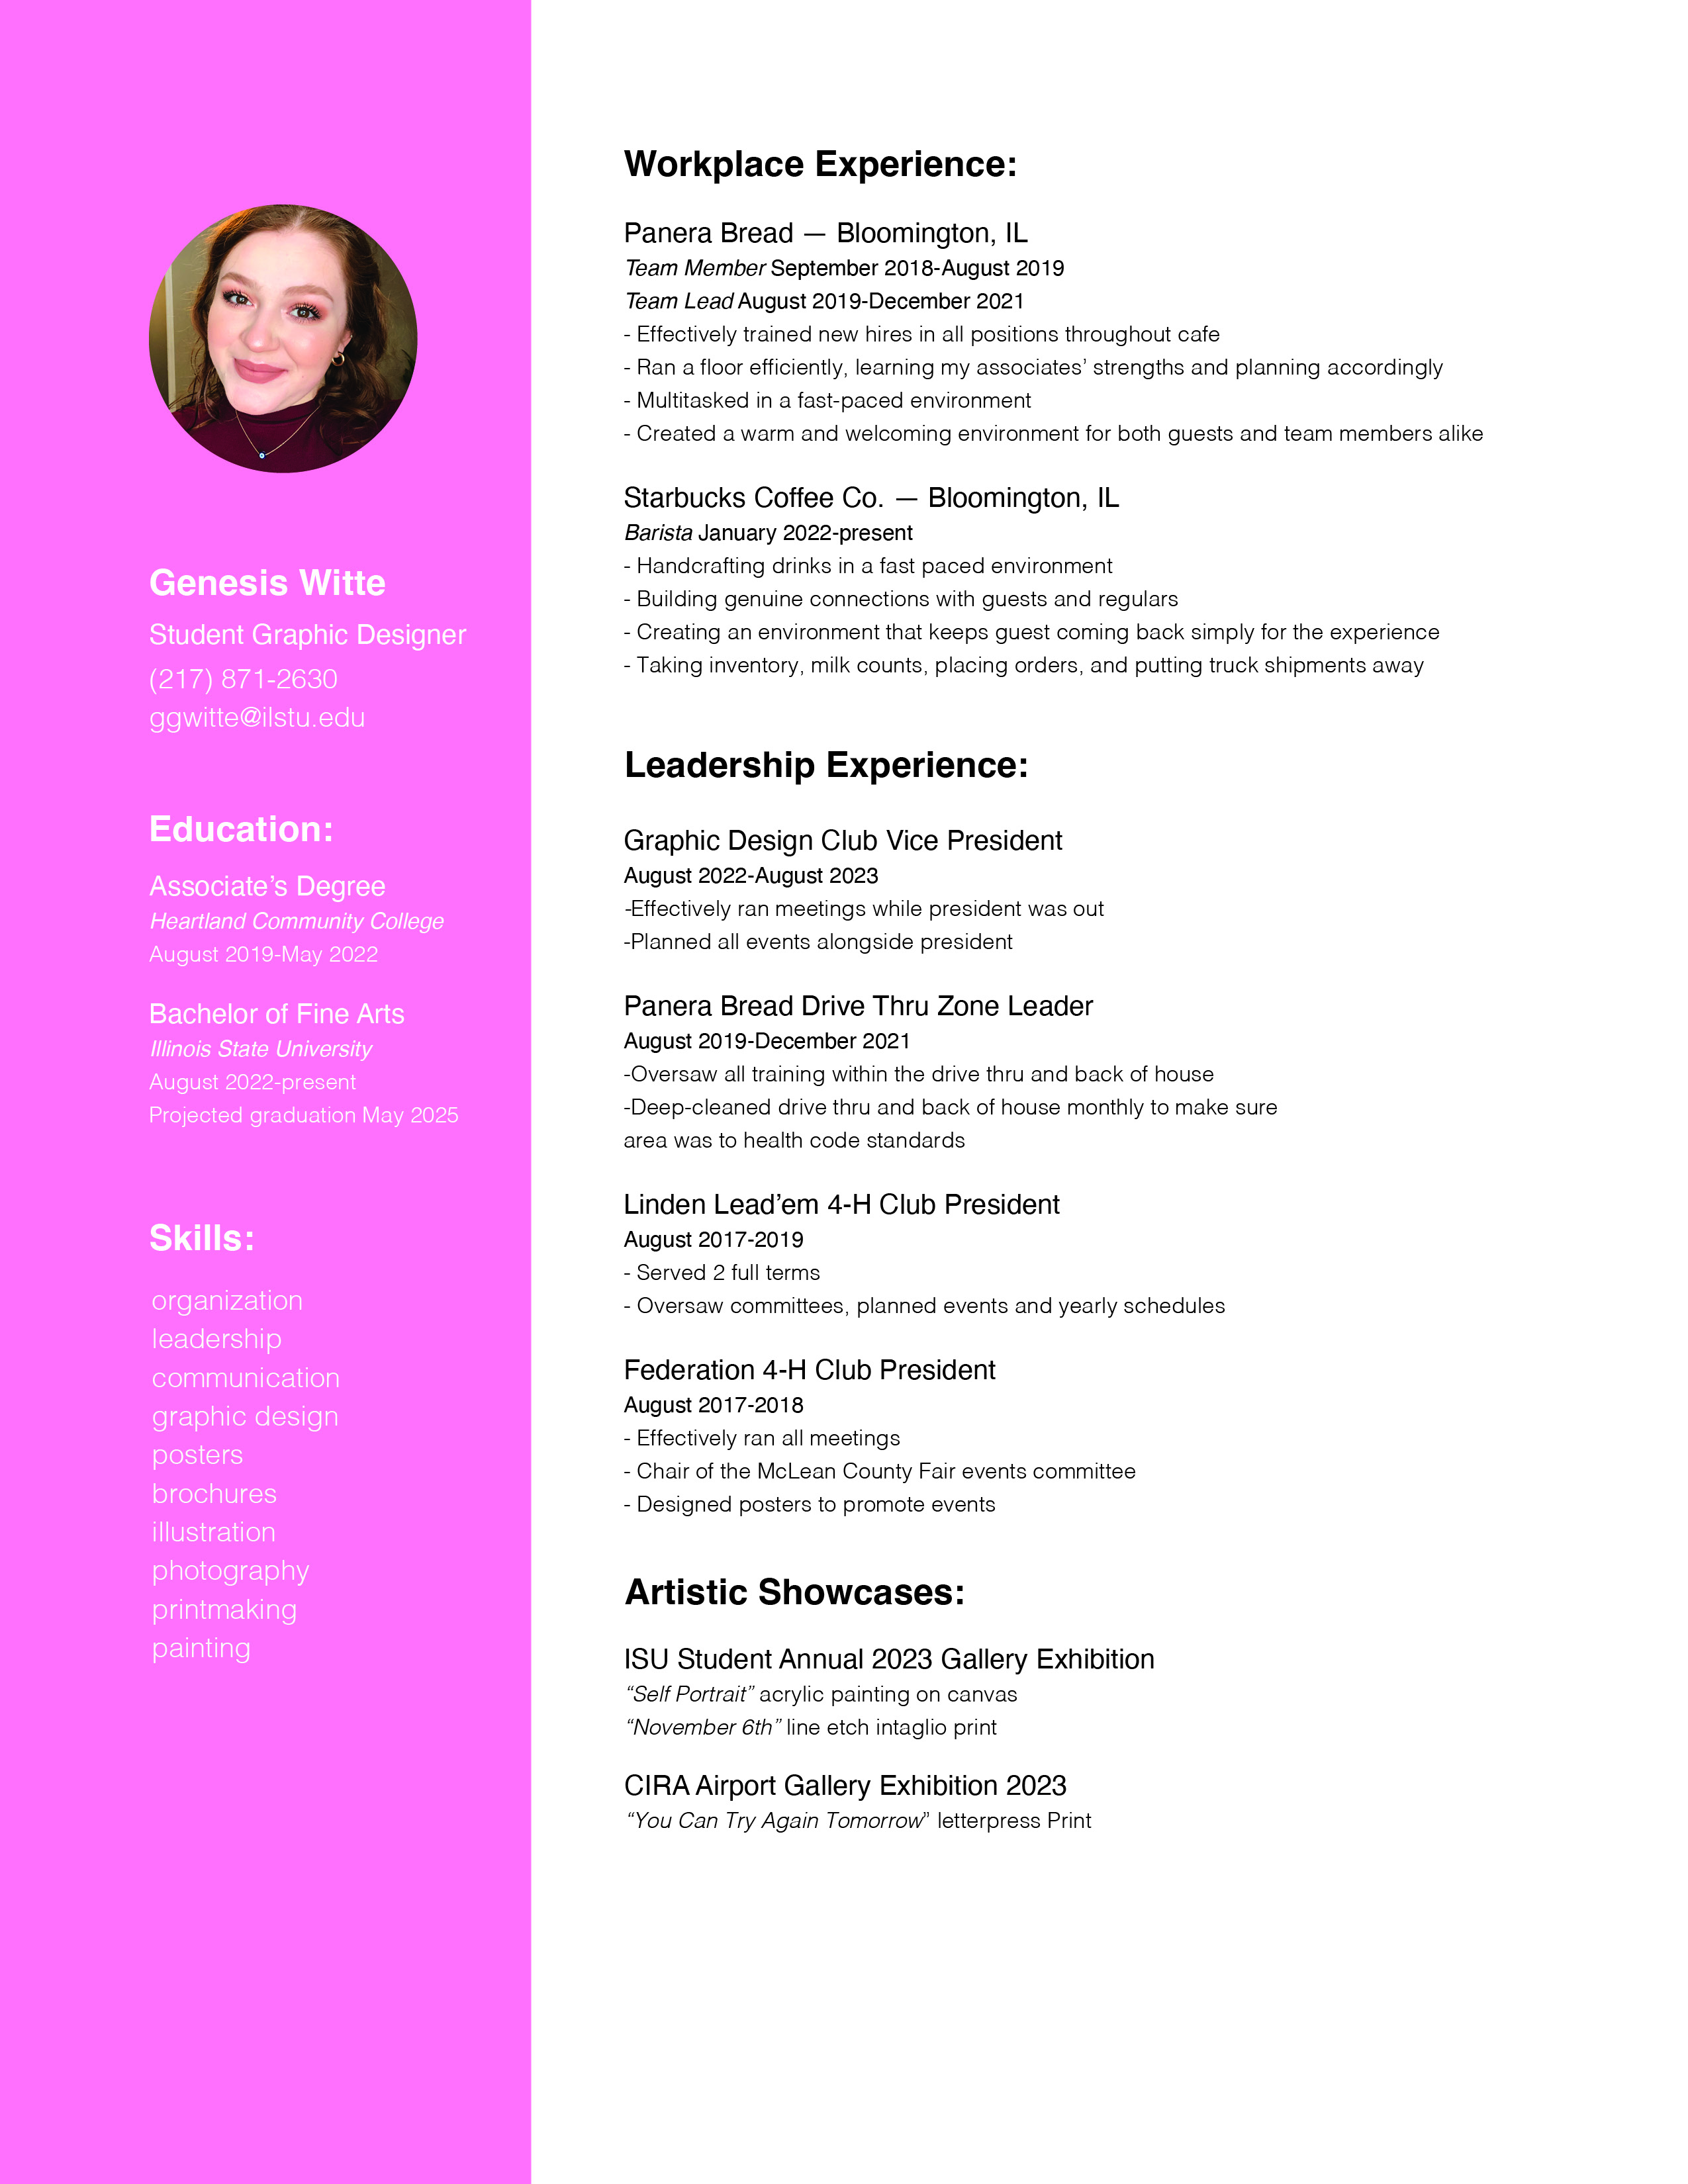 Genesis Witte
Student Graphic Designer
(217) 871-2630
ggwitte@ilstu.edu
Education:
Associate’s Degree
Heartland Community College
August 2019-May 2022
Bachelor of Fine Arts
Illinois State University
August 2022-present
Projected graduation May 2025
Skills:
organization
leadership
communication
graphic design
posters
brochures
illustration
photography
printmaking
painting
Workplace Experience:
Panera Bread — Bloomington, IL
Team Member September 2018-August 2019
Team Lead August 2019-December 2021
- Effectively trained new hires in all positions throughout cafe
- Ran a floor efficiently, learning my associates’ strengths and planning accordingly
- Multitasked in a fast-paced environment
- Created a warm and welcoming environment for both guests and team members alike
Starbucks Coffee Co. — Bloomington, IL
Barista January 2022-present
- Handcrafting drinks in a fast paced environment
- Building genuine connections with guests and regulars
- Creating an environment that keeps guest coming back simply for the experience
- Taking inventory, milk counts, placing orders, and putting truck shipments away
Leadership Experience:
Graphic Design Club Vice President
August 2022-August 2023
-Effectively ran meetings while president was out
-Planned all events alongside president
Panera Bread Drive Thru Zone Leader
August 2019-December 2021
-Oversaw all training within the drive thru and back of house
-Deep-cleaned drive thru and back of house monthly to make sure
area was to health code standards
Linden Lead’em 4-H Club President
August 2017-2019
- Served 2 full terms
- Oversaw committees, planned events and yearly schedules
Federation 4-H Club President
August 2017-2018
- Effectively ran all meetings
- Chair of the McLean County Fair events committee
- Designed posters to promote events
Artistic Showcases:
ISU Student Annual 2023 Gallery Exhibition
“Self Portrait” acrylic painting on canvas
“November 6th” line etch intaglio print
CIRA Airport Gallery Exhibition 2023
“You Can Try Again Tomorrow” letterpress Print